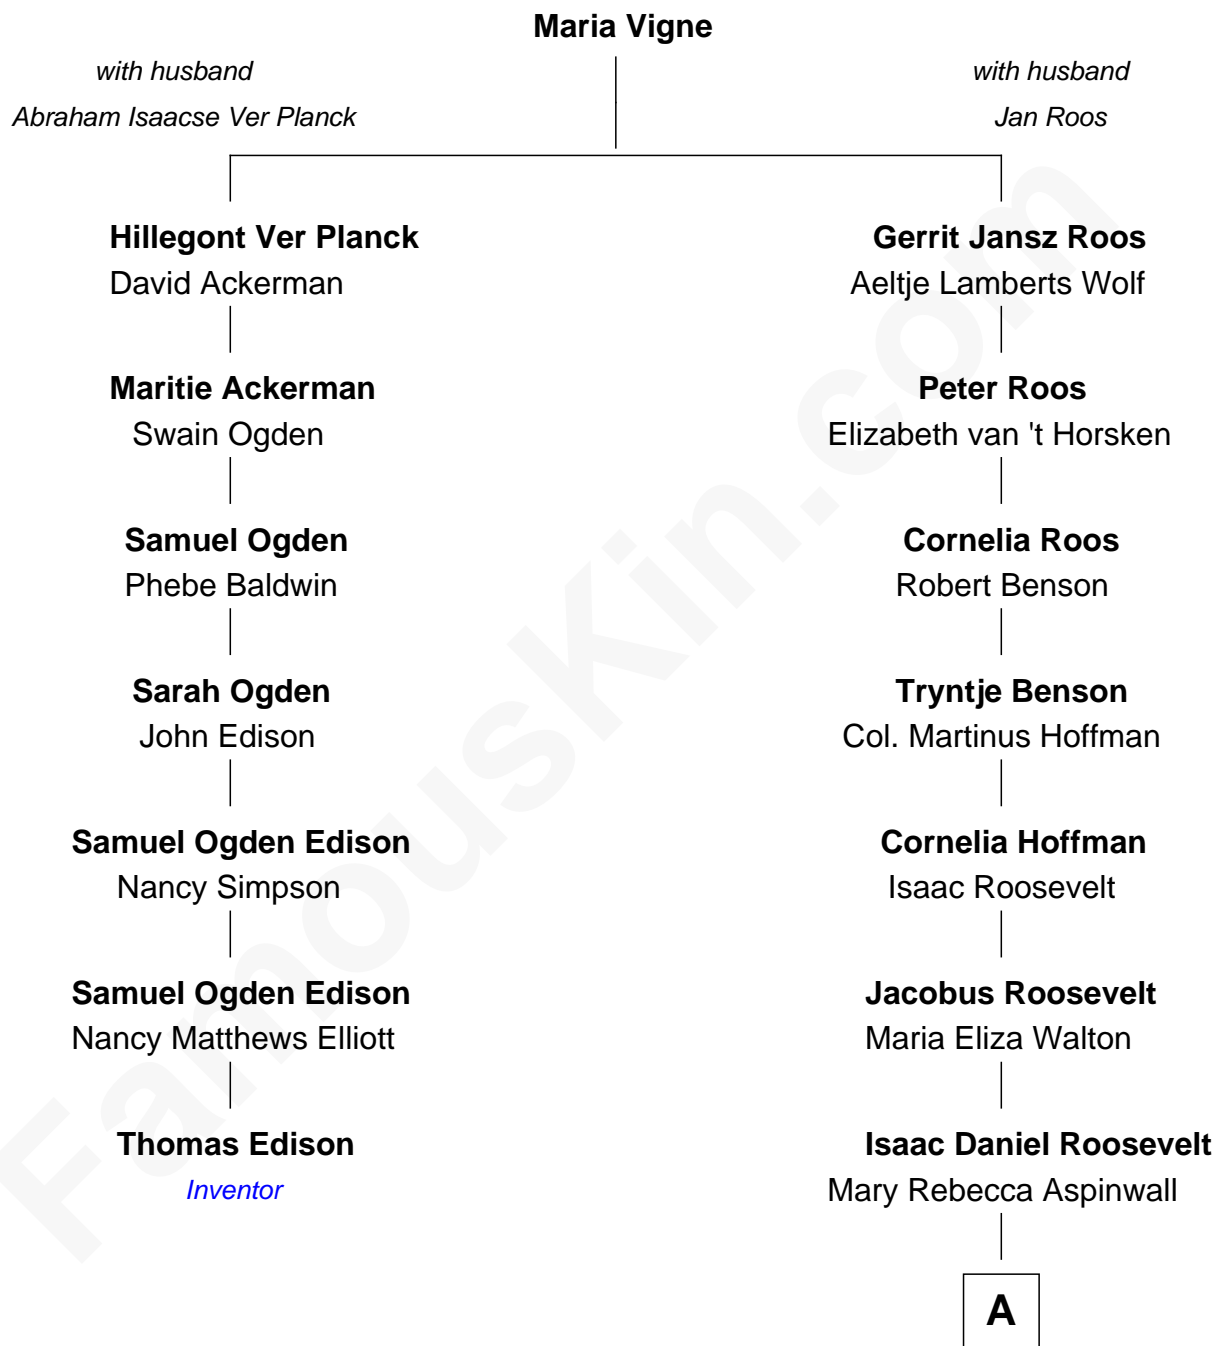 Maria Vigne
with husband
Abraham Isaacse Ver Planck
with husband
Jan Roos
Hillegont Ver Planck
David Ackerman
Gerrit Jansz Roos
Aeltje Lamberts Wolf
Maritie Ackerman
Swain Ogden
Peter Roos
Elizabeth van 't Horsken
Samuel Ogden
Phebe Baldwin
Cornelia Roos
Robert Benson
Sarah Ogden
John Edison
Tryntje Benson
Col. Martinus Hoffman
Samuel Ogden Edison
Nancy Simpson
Cornelia Hoffman
Isaac Roosevelt
Samuel Ogden Edison
Nancy Matthews Elliott
Jacobus Roosevelt
Maria Eliza Walton
Thomas Edison
Inventor
Isaac Daniel Roosevelt
Mary Rebecca Aspinwall
A
FamousKin.com